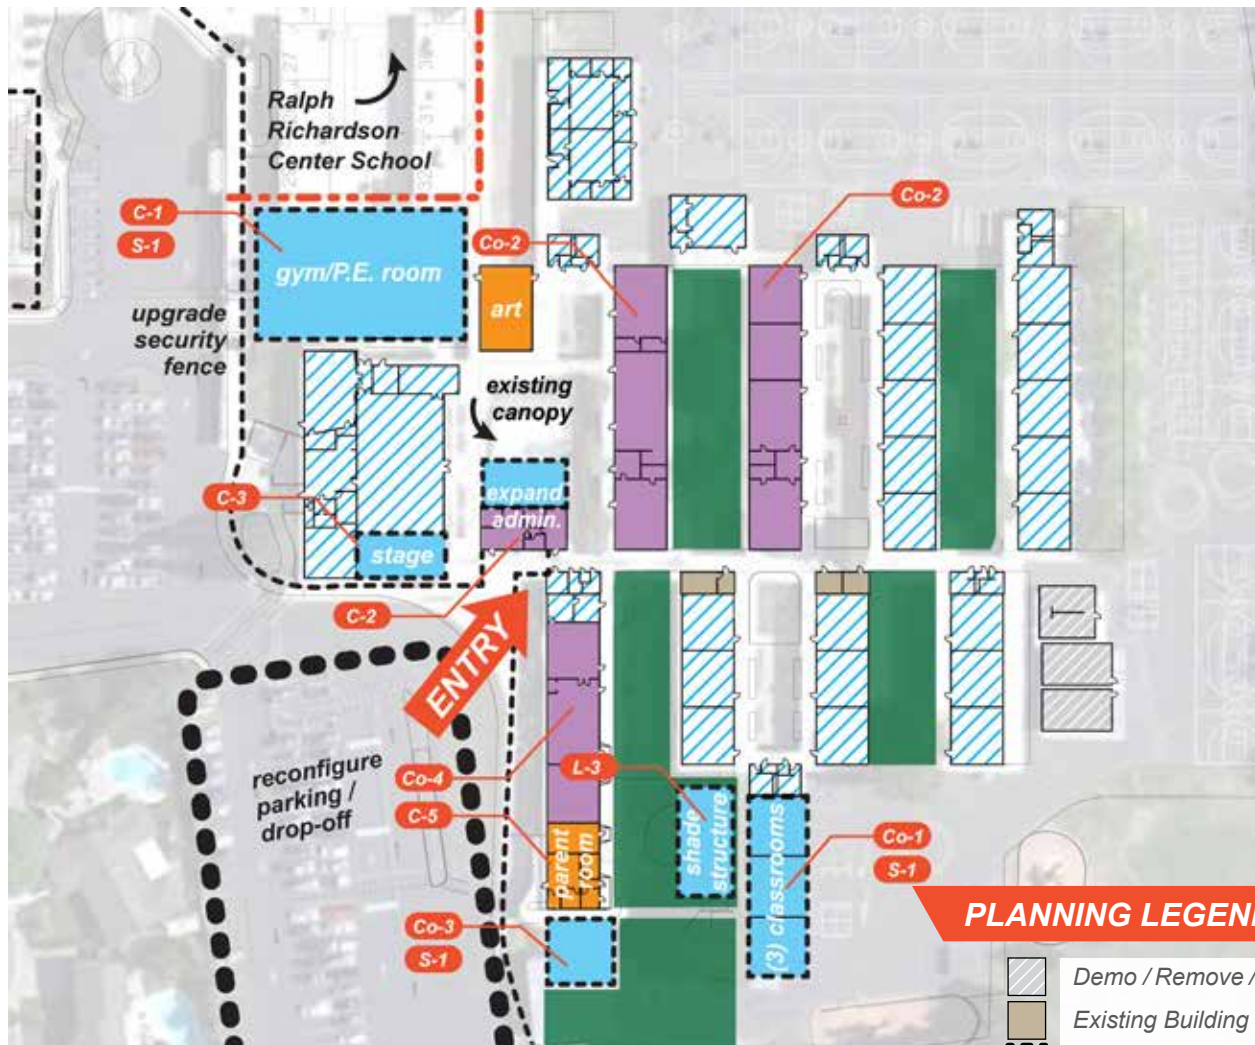 Ralph
Richardson
Center School
C-1
S-1
Co-2
Co-2
gym/P.E. room
upgrade
security
fence
art
existing
canopy
C-3
expand
admin.
stage
C-2
ENTRY
reconfigure
parking /
drop-off
Co-4
C-5
L-3
parent
room
shade
structure
(3) classrooms
Co-1
S-1
Co-3
S-1
PLANNING LEGEN
Demo / Remove /
Existing Building